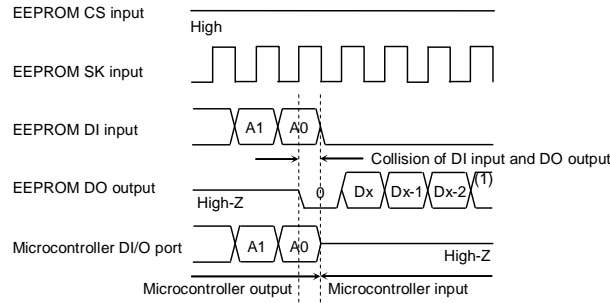 EEPROM CS input
High
EEPROM SK input
EEPROM DI input
A1 A0
Collision of DI input and DO output
EEPROM DO output
High-Z
0 Dx Dx-1 Dx-2 (1)
Microcontroller DI/O port
A1 A0
High-Z
Microcontroller output Microcontroller input